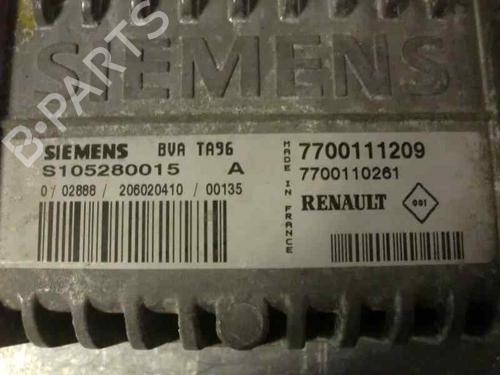 SIEMENS
B-PARTS
SIEMENS BVA TA96
S105280015 A
0/02888/206020410/00135
MADE IN FRANCE
7700111209
7700110261
RENAULT
001